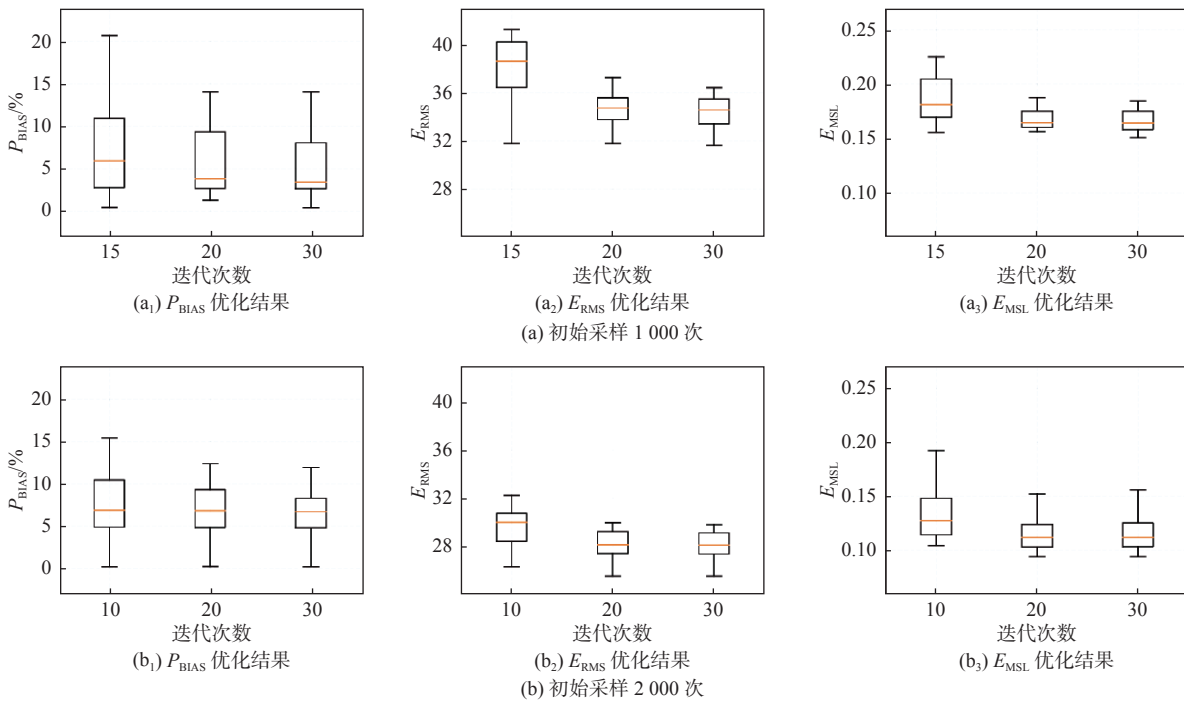 20
15
10
5
0
P_BIAS/%
15 20 30
迭代次数
(a₁) P_BIAS 优化结果
40
36
32
28
E_RMS
15 20 30
迭代次数
(a₂) E_RMS 优化结果
0.25
0.20
0.15
0.10
E_MSL
15 20 30
迭代次数
(a₃) E_MSL 优化结果
(a) 初始采样 1 000 次
20
15
10
5
0
P_BIAS/%
10 20 30
迭代次数
(b₁) P_BIAS 优化结果
40
36
32
28
E_RMS
10 20 30
迭代次数
(b₂) E_RMS 优化结果
0.25
0.20
0.15
0.10
E_MSL
10 20 30
迭代次数
(b₃) E_MSL 优化结果
(b) 初始采样 2 000 次